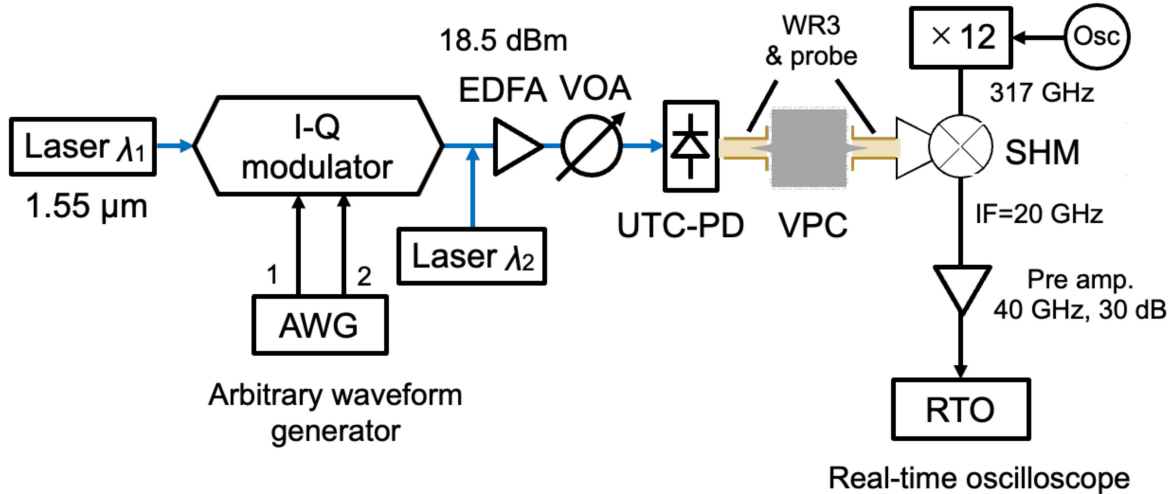 18.5 dBm
EDFA VOA
WR3
& probe
× 12
Osc
317 GHz
Laser λ1
1.55 μm
I-Q
modulator
UTC-PD
VPC
SHM
IF=20 GHz
Laser λ2
1
2
AWG
Arbitrary waveform
generator
Pre amp.
40 GHz, 30 dB
RTO
Real-time oscilloscope